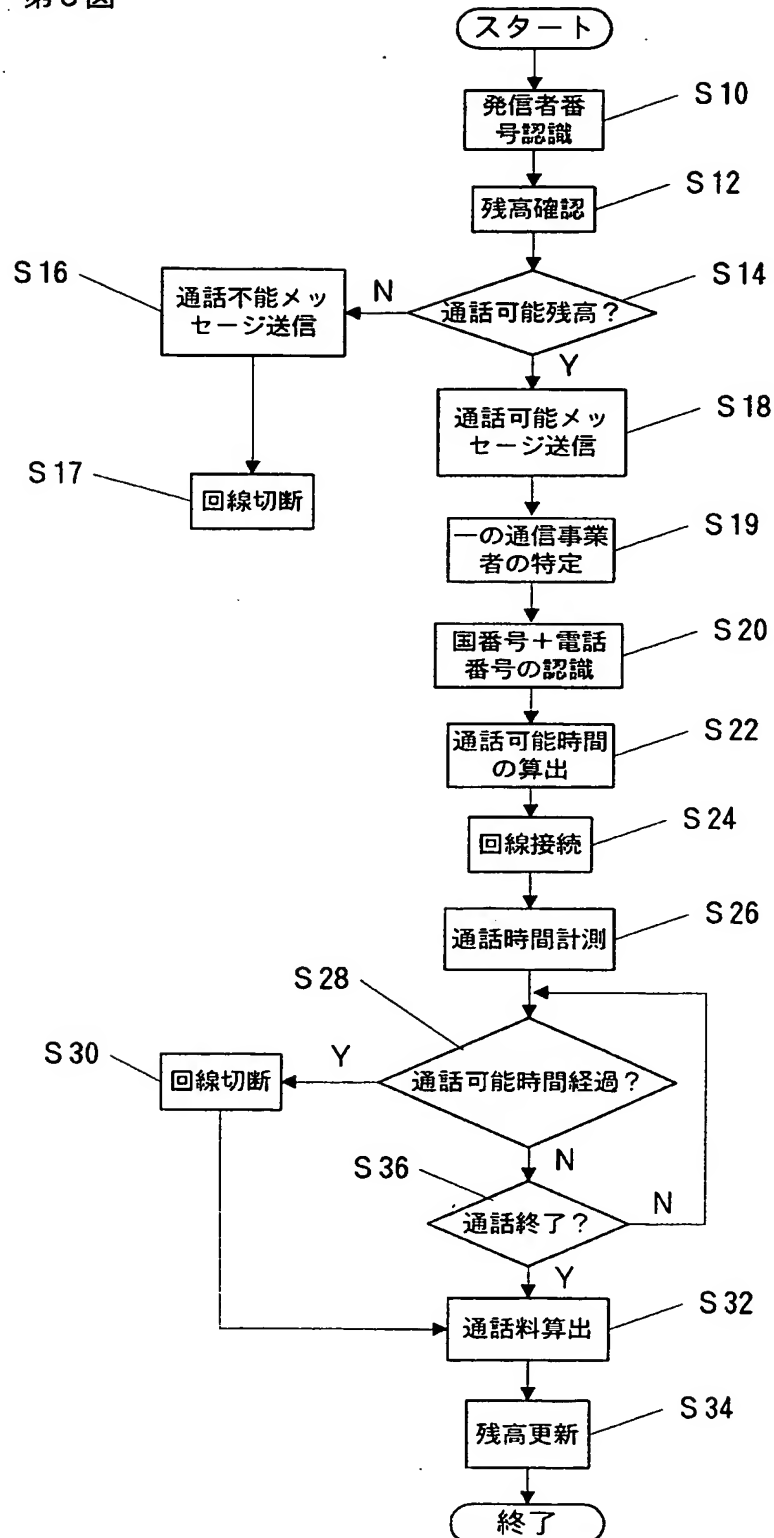 スタート
発信者番
号認識
S10
残高確認
S12
通話可能残高？
S14
N
Y
通話不能メッ
セージ送信
S16
回線切断
S17
通話可能メッ
セージ送信
S18
一の通信事業
者の特定
S19
国番号＋電話
番号の認識
S20
通話可能時間
の算出
S22
回線接続
S24
通話時間計測
S26
S28
通話可能時間経過？
Y
N
S30
回線切断
S36
通話終了？
N
Y
通話料算出
S32
残高更新
S34
終了